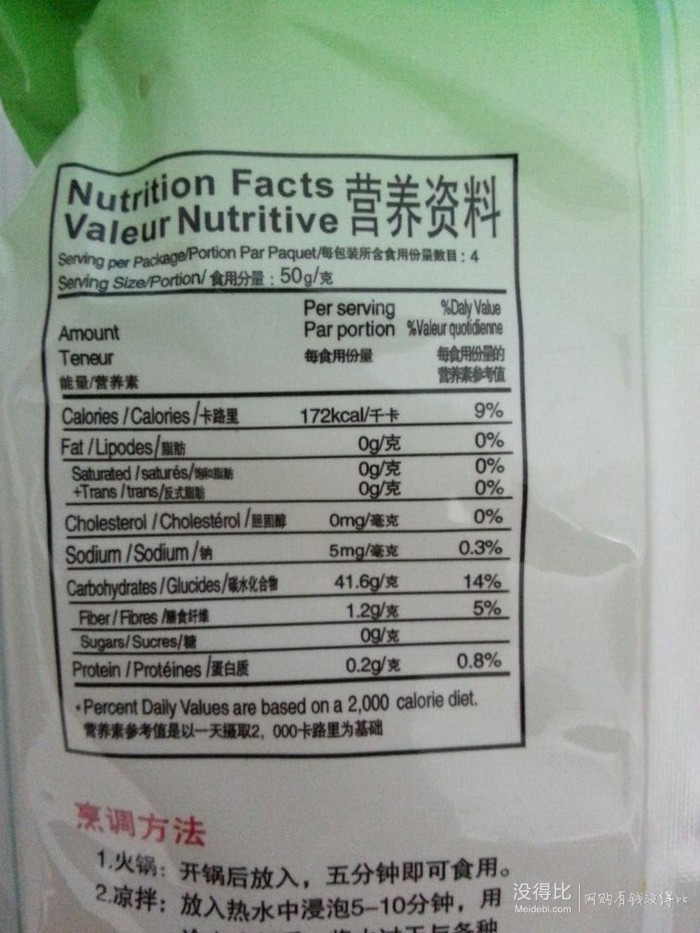 Nutrition Facts 营养资料
Valeur Nutritive
Serving per Package/Portion Par Paquet/每包装所含食用份量数目：4
Serving Size/Portion/ 食用分量：50g/克
Per serving %Daly Value
Amount Par portion %Valeur quotidienne
Teneur 每食用份量 每食用份量的
能量/营养素 营养素参考值
Calories / Calories /卡路里 172kcal/千卡 9%
Fat / Lipodes/脂肪 0g/克 0%
Saturated / saturés/饱和脂肪 0g/克 0%
+Trans / trans/反式脂肪 0g/克 0%
Cholesterol / Cholestérol /胆固醇 0mg/毫克 0%
Sodium / Sodium /钠 5mg/毫克 0.3%
Carbohydrates / Glucides/碳水化合物 41.6g/克 14%
Fiber / Fibres /膳食纤维 1.2g/克 5%
Sugars/ Sucres/糖 0g/克
Protein / Protéines /蛋白质 0.2g/克 0.8%
•Percent Daily Values are based on a 2,000 calorie diet.
营养素参考值是以一天摄取2，000卡路里为基础
烹调方法
1.火锅：开锅后放入，五分钟即可食用。
2.凉拌：放入热水中浸泡5-10分钟，用
没得比 网购有钱没得比
Meidebi.com